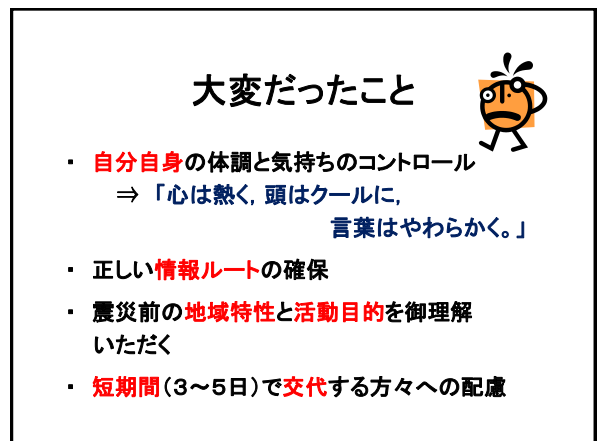 大変だったこと
・ 自分自身の体調と気持ちのコントロール
⇒ 「心は熱く, 頭はクールに,
言葉はやわらかく。」
・ 正しい情報ルートの確保
・ 震災前の地域特性と活動目的を御理解
いただく
・ 短期間(3～5日)で交代する方々への配慮